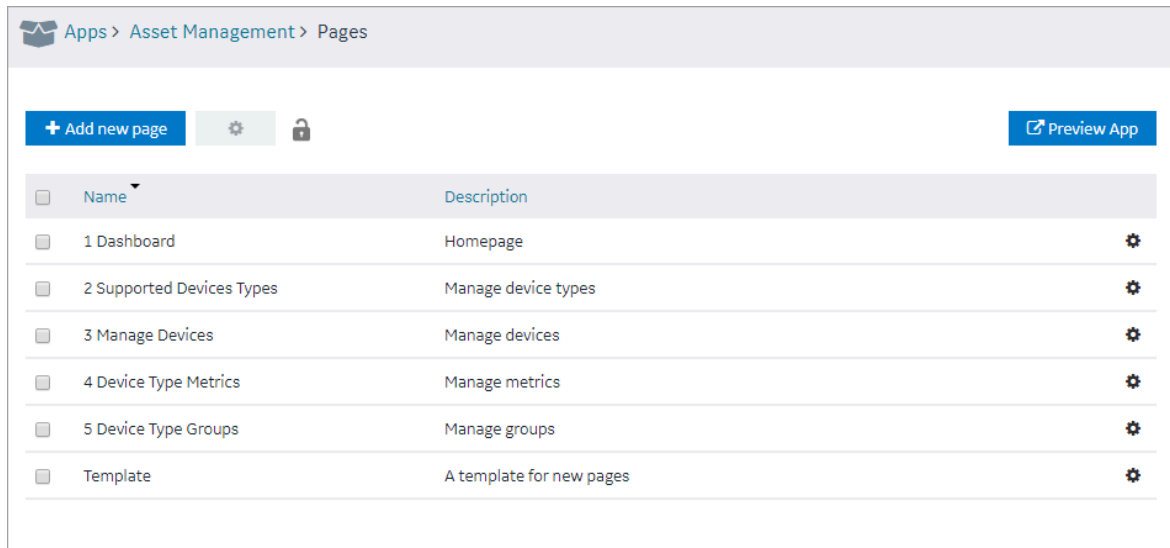 Apps > Asset Management > Pages
Add new page
Preview App
Name Description
1 Dashboard Homepage
2 Supported Devices Types Manage device types
3 Manage Devices Manage devices
4 Device Type Metrics Manage metrics
5 Device Type Groups Manage groups
Template A template for new pages